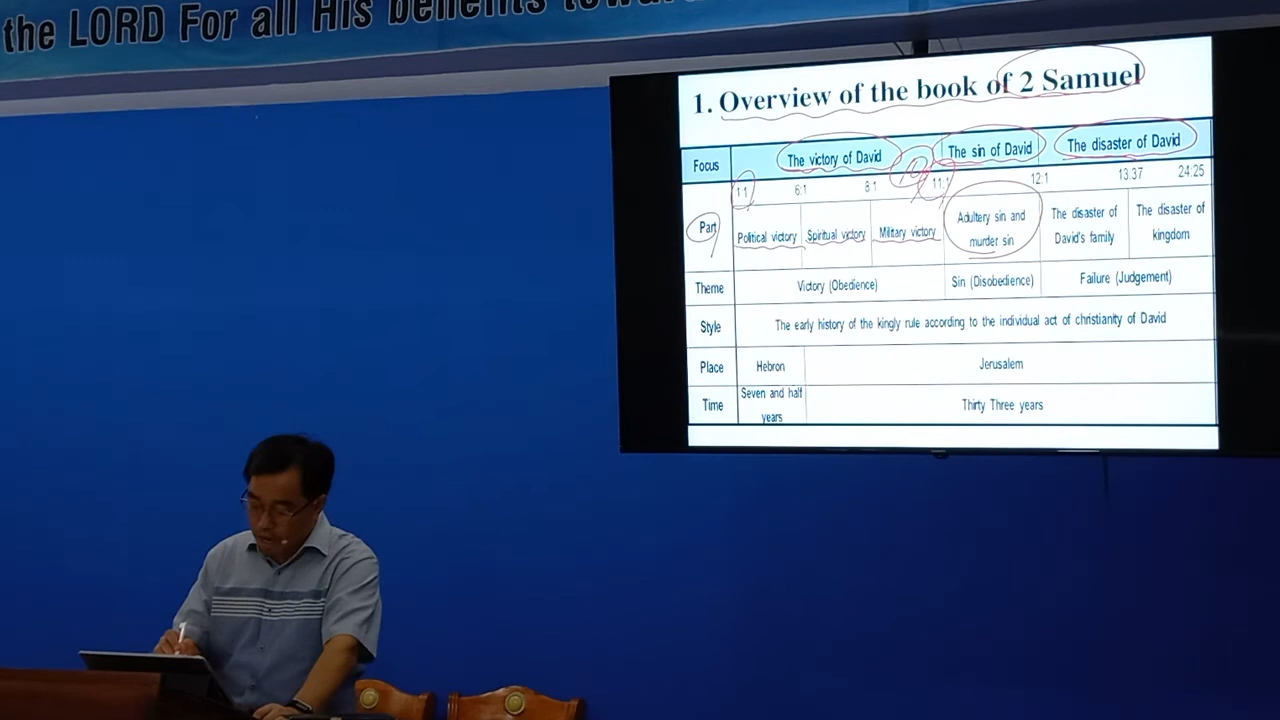 the LORD For all His benefits
1. Overview of the book of 2 Samuel
Focus The victory of David The sin of David The disaster of David
1:1 6:1 8:1 11:1 12:1 13:37 24:25
Part Political victory Spiritual victory Military victory Adultery sin and murder sin The disaster of David's family The disaster of kingdom
Theme Victory (Obedience) Sin (Disobedience) Failure (Judgement)
Style The early history of the kingly rule according to the individual act of christianity of David
Place Hebron Jerusalem
Time Seven and half years Thirty Three years